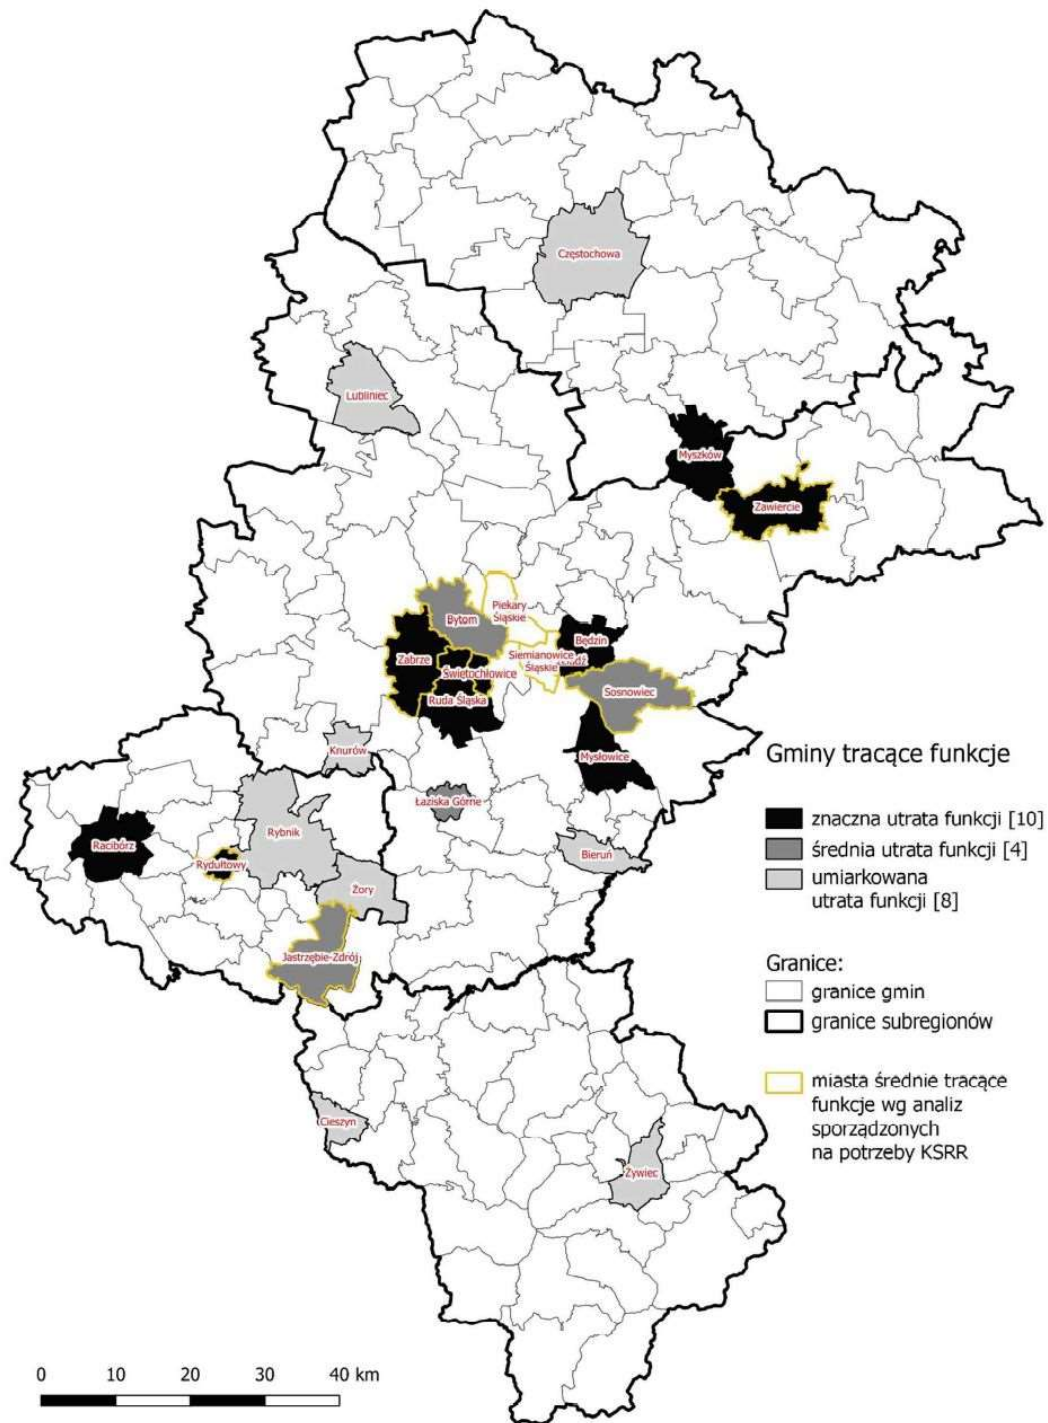 Częstochowa
Lubliniec
Myszków
Zawiercie
Piekary
Śląskie
Bytom
Będzin
Siemianowice
Śląskie
Zabrze
Świętochłowice
Sosnowiec
Ruda Śląska
Knurów
Mysłowice
Gminy tracące funkcje
Łaziska Górne
znaczna utrata funkcji [10]
Rybnik
Racibórz
średnia utrata funkcji [4]
Bieruń
Rydułtowy
umiarkowana
utrata funkcji [8]
Żory
Jastrzębie-Zdrój
Granice:
granice gmin
granice subregionów
miasta średnie tracące
funkcje wg analiz
sporządzonych
na potrzeby KSRR
Cieszyn
Żywiec
0 10 20 30 40 km